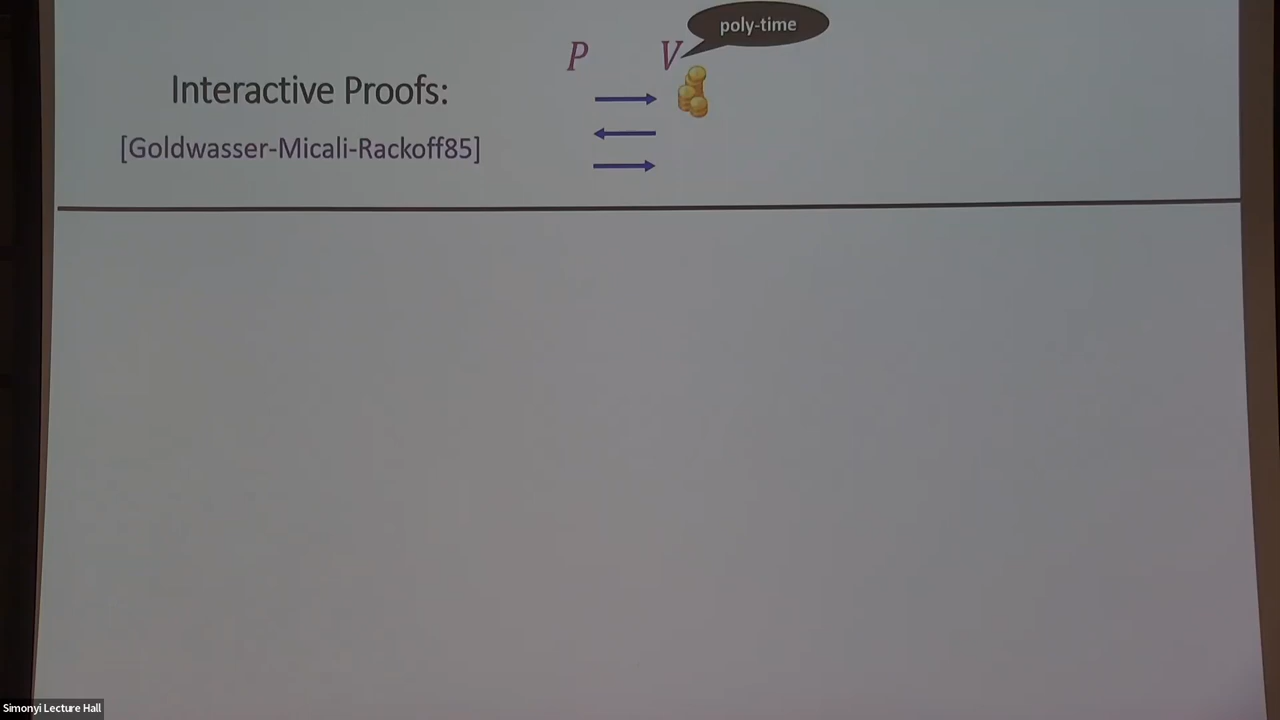 poly-time
P V
Interactive Proofs:
[Goldwasser-Micali-Rackoff85]
Simonyi Lecture Hall